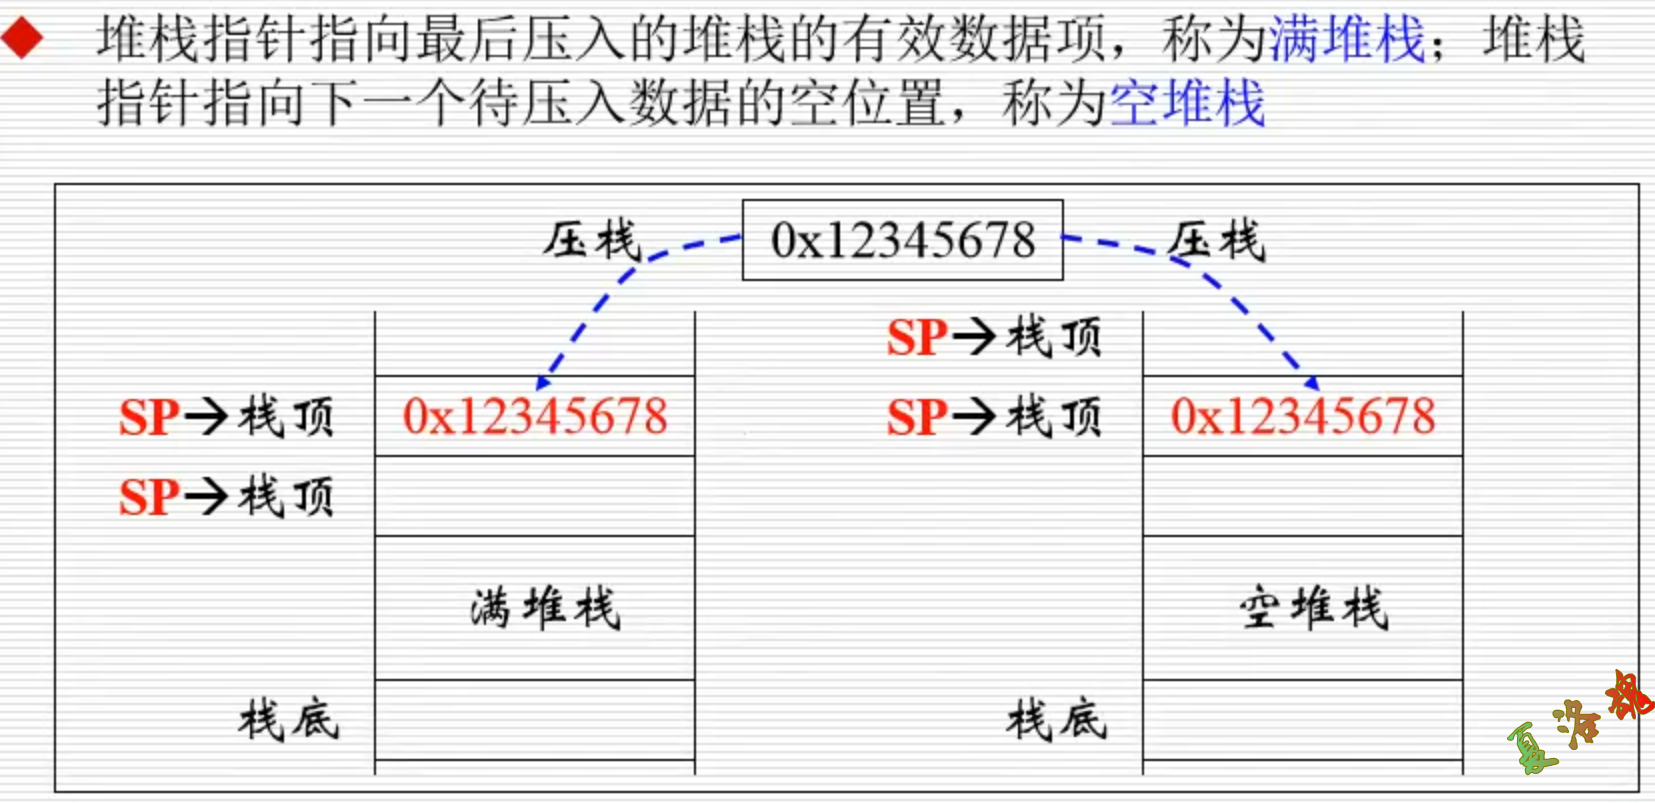 堆栈指针指向最后压入的堆栈的有效数据项，称为满堆栈；堆栈
指针指向下一个待压入数据的空位置，称为空堆栈
压栈 0x12345678 压栈
SP→栈顶
SP→栈顶 0x12345678 SP→栈顶 0x12345678
SP→栈顶
满堆栈 空堆栈
栈底 栈底
夏洛魂